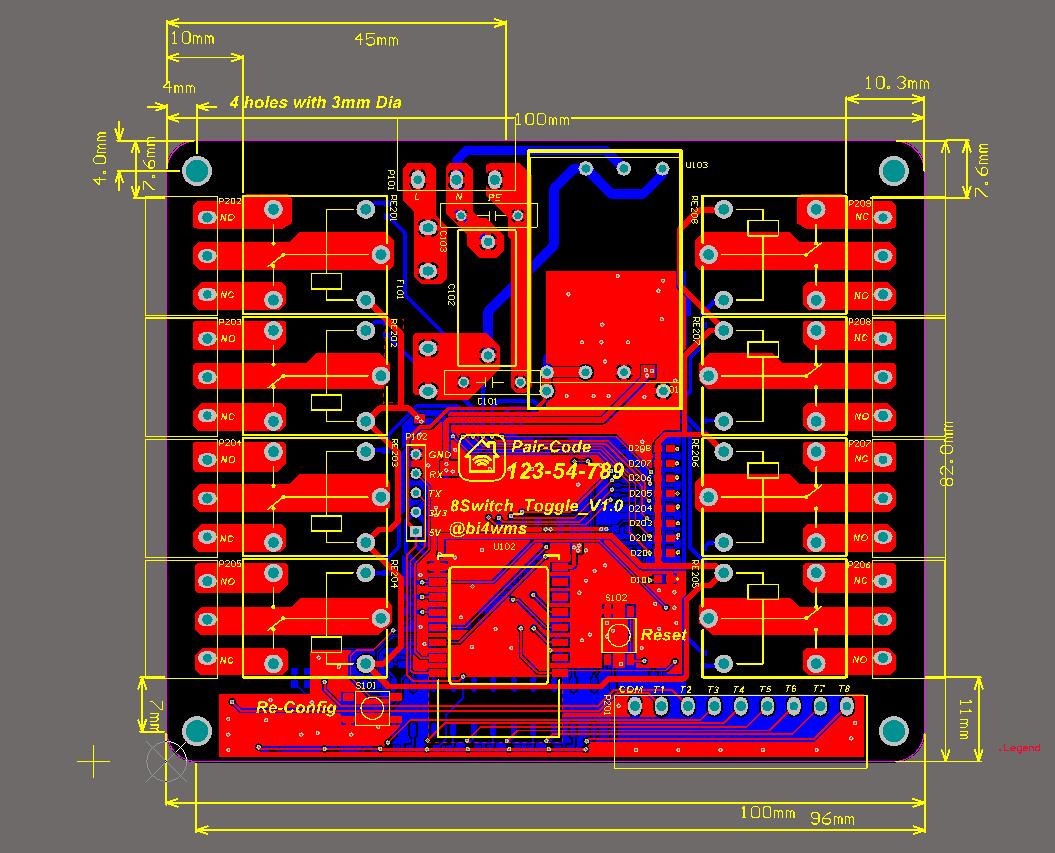 45mm
10mm
4mm
4 holes with 3mm Dia
10.3mm
100mm
4.0mm
7.6mm
7.6mm
P101
L
N
PE
U103
P202
NO
NC
RE201
C103
F101
C102
RE208
P209
NC
NO
P203
NO
NC
RE202
RE207
P208
NC
NO
C101
P204
NO
NC
RE203
P102
GND
RX
TX
3V3
5V
Pair-Code
123-54-789
8Switch_Toggle_V1.0
@bi4wms
D208
D207
D206
D205
D204
D203
D202
D201
RE206
P207
NC
NO
82.0mm
U102
P205
NO
NC
RE204
D101
S102
Reset
RE205
P206
NC
NO
S101
Re-Config
P201
COM
T1
T2
T3
T4
T5
T6
T7
T8
7mm
11mm
.Legend
100mm
96mm